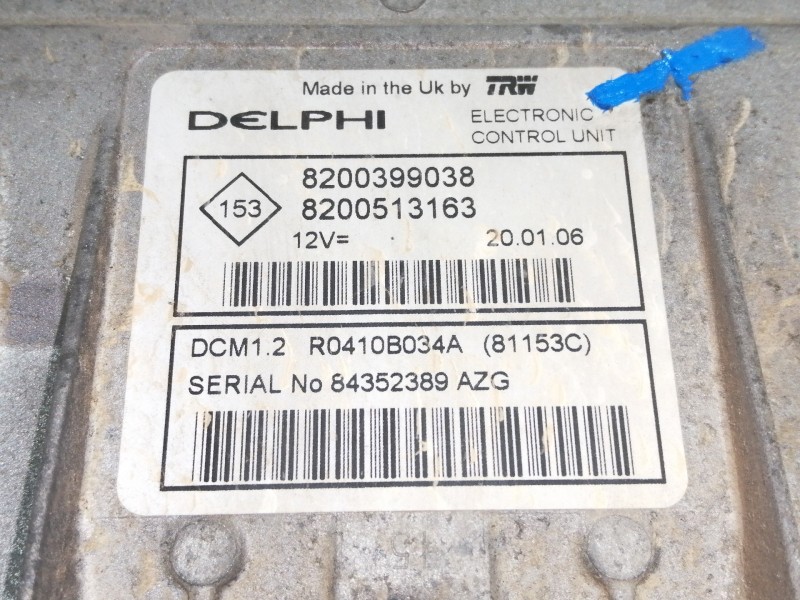 Made in the Uk by TRW
DELPHI
ELECTRONIC
CONTROL UNIT
153
8200399038
8200513163
12V= 20.01.06
DCM1.2 R0410B034A (81153C)
SERIAL No 84352389 AZG